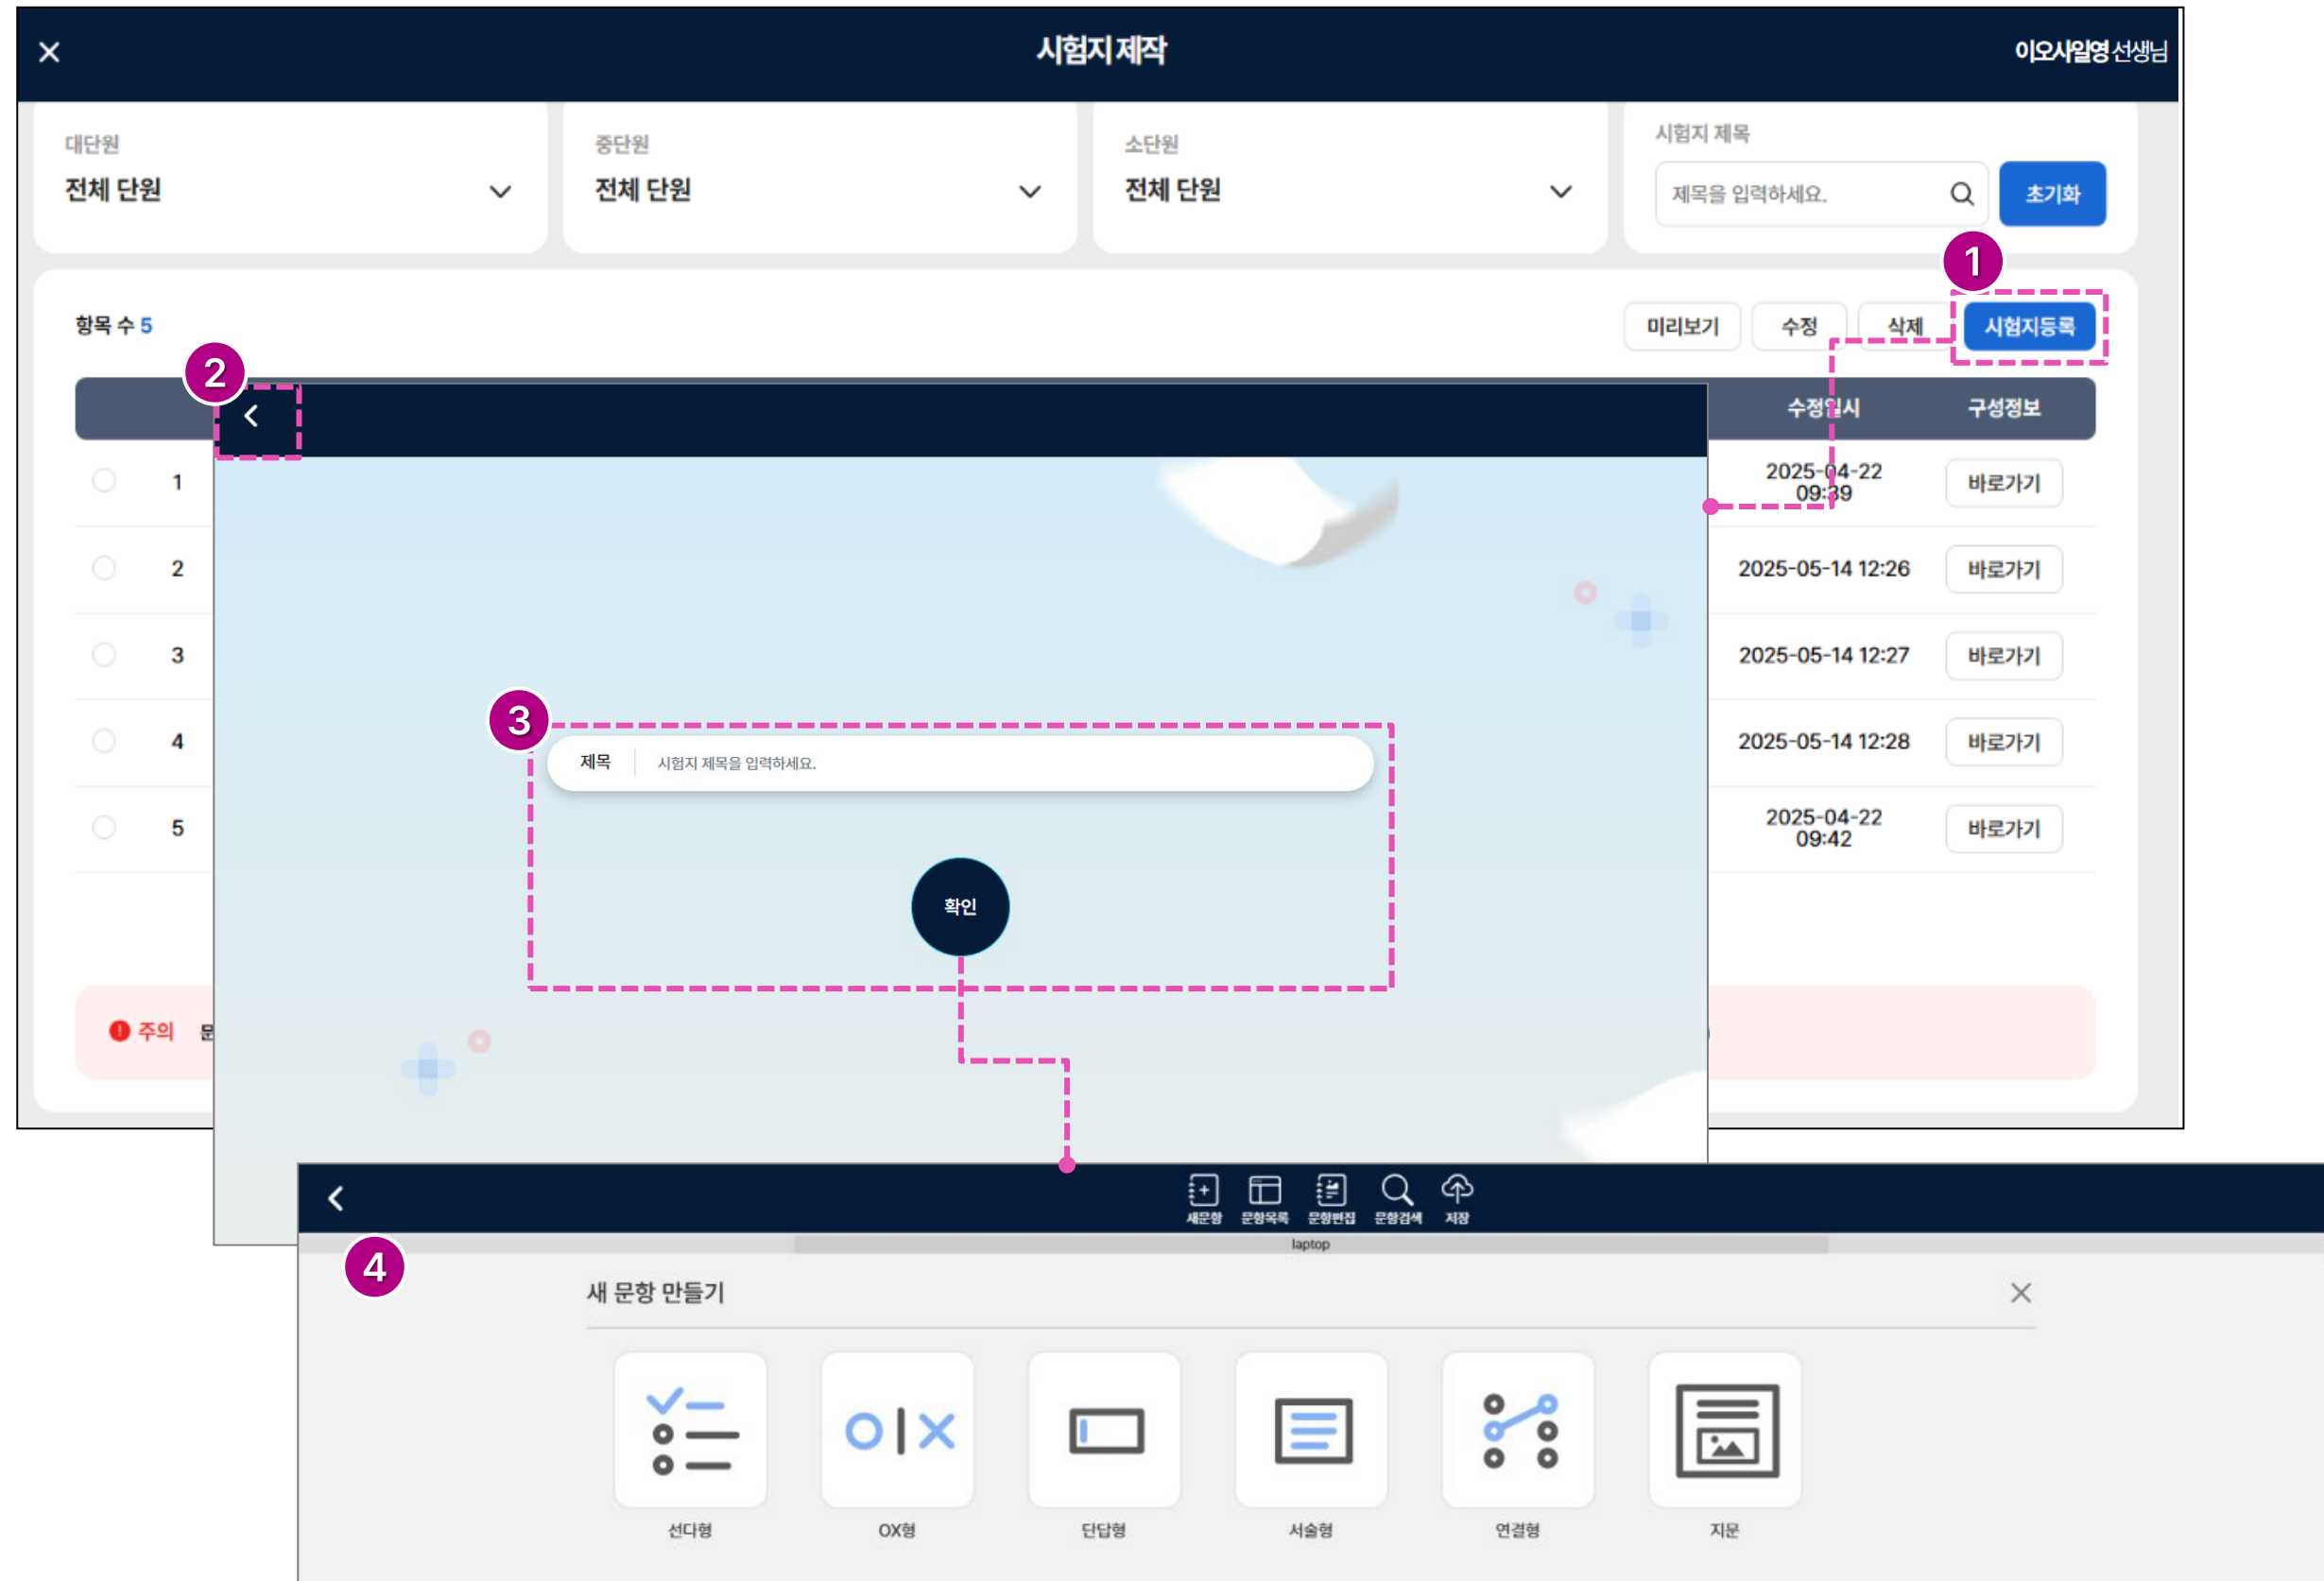 시험지 제작
이오사일영 선생님
대단원
전체 단원
중단원
전체 단원
소단원
전체 단원
시험지 제목
제목을 입력하세요.
초기화
1
항목 수 5
미리보기
수정
삭제
시험지등록
2
수정일시
구성정보
1
2025-04-22
09:39
바로가기
2
2025-05-14 12:26
바로가기
3
2025-05-14 12:27
바로가기
4
2025-05-14 12:28
바로가기
5
2025-04-22
09:42
바로가기
3
제목
시험지 제목을 입력하세요.
확인
주의
새문항
문항목록
문항편집
문항검색
저장
laptop
4
새 문항 만들기
선다형
OX형
단답형
서술형
연결형
지문